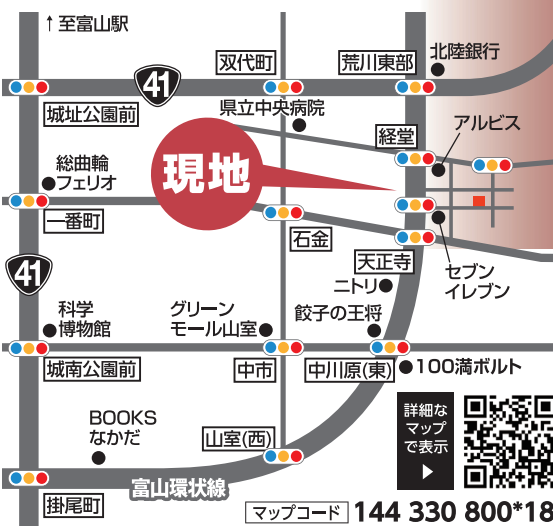 ↑至富山駅
双代町
荒川東部
北陸銀行
41
城址公園前
県立中央病院
経堂
アルビス
総曲輪
フェリオ
現地
一番町
石金
天正寺
セブン
イレブン
41
ニトリ
科学
博物館
グリーン
モール山室
餃子の王将
城南公園前
中市
中川原(東)
100満ボルト
BOOKS
なかだ
山室(西)
詳細な
マップ
で表示
掛尾町
富山環状線
マップコード 144 330 800*18